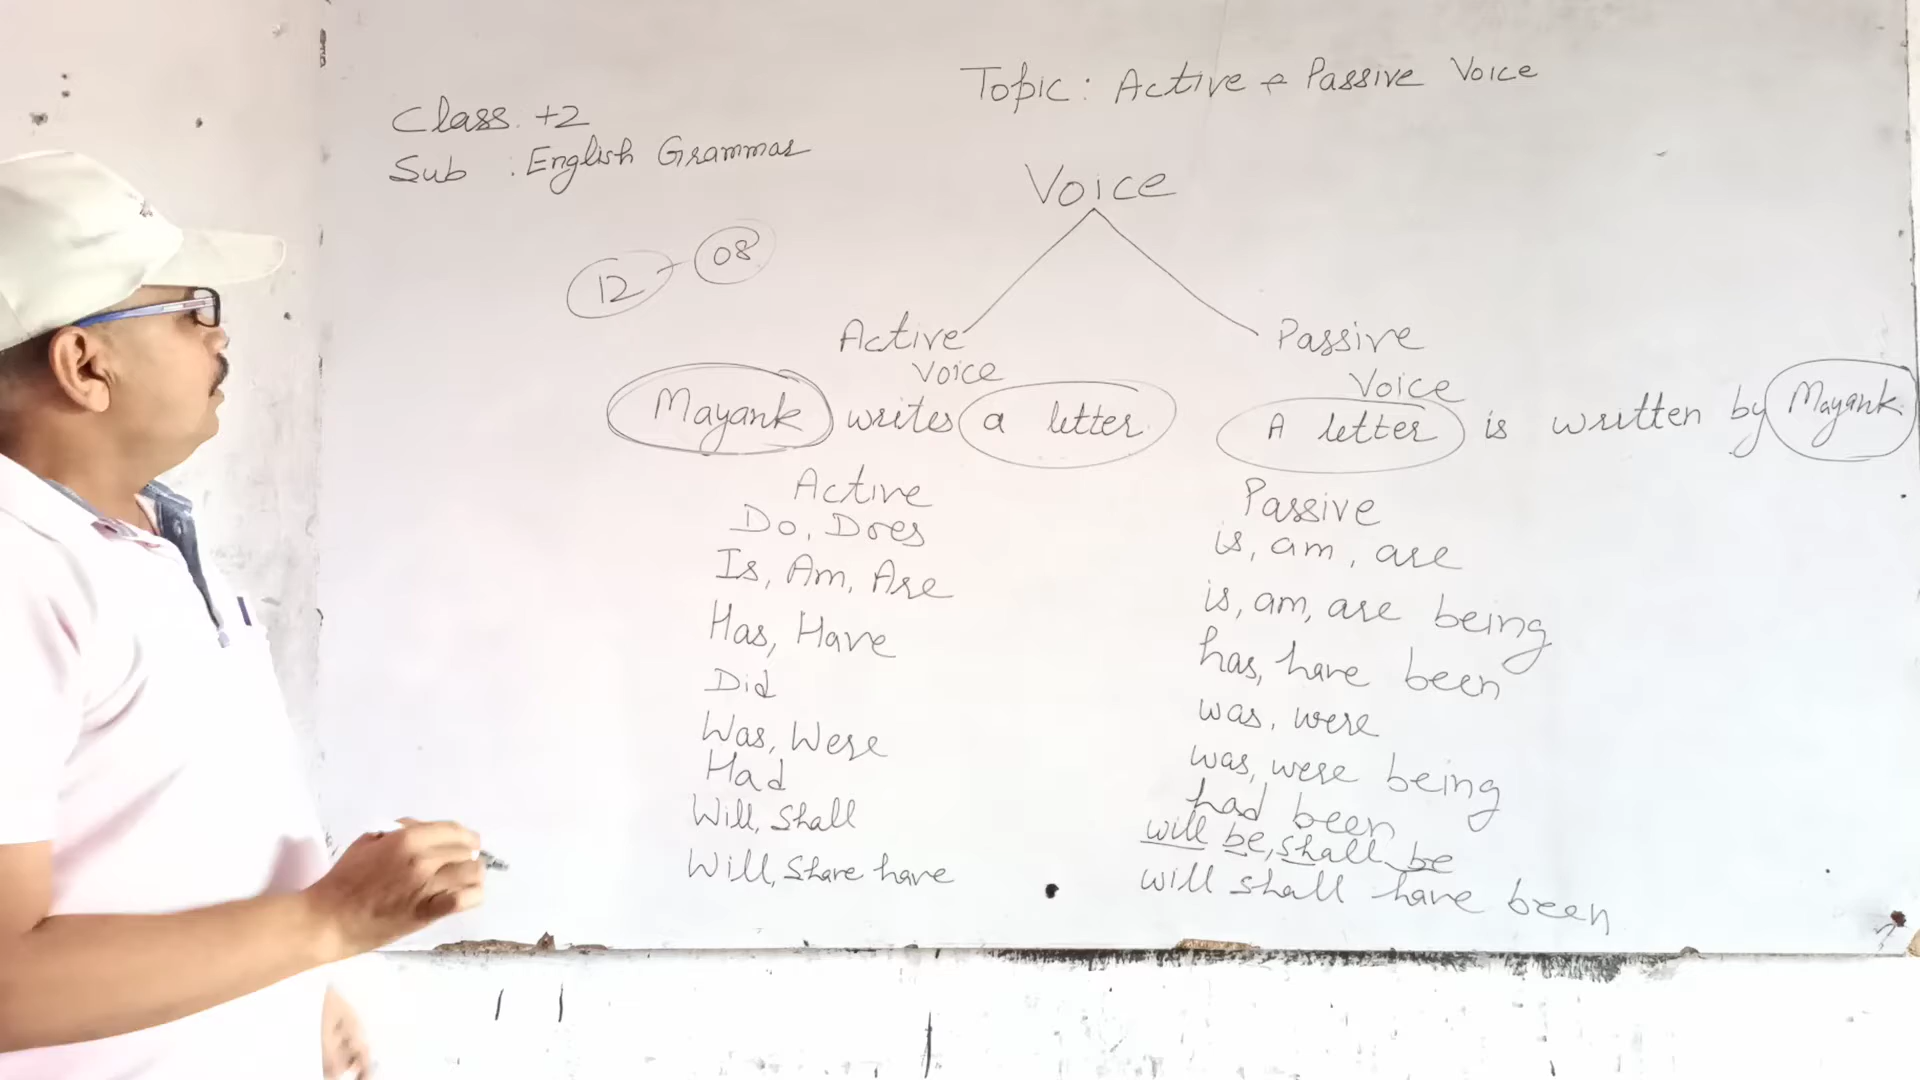 Topic: Active & Passive Voice
Class. +2
Sub : English Grammar
Voice
12 - 08
Active Voice
Passive Voice
Mayank writes a letter.
A letter is written by Mayank.
Active
Passive
Do, Does
is, am, are
Is, Am, Are
is, am, are being
Has, Have
has, have been
Did
was, were
Was, Were
was, were being
Had
had been
Will, Shall
will be, shall be
Will, Share have
will shall have been